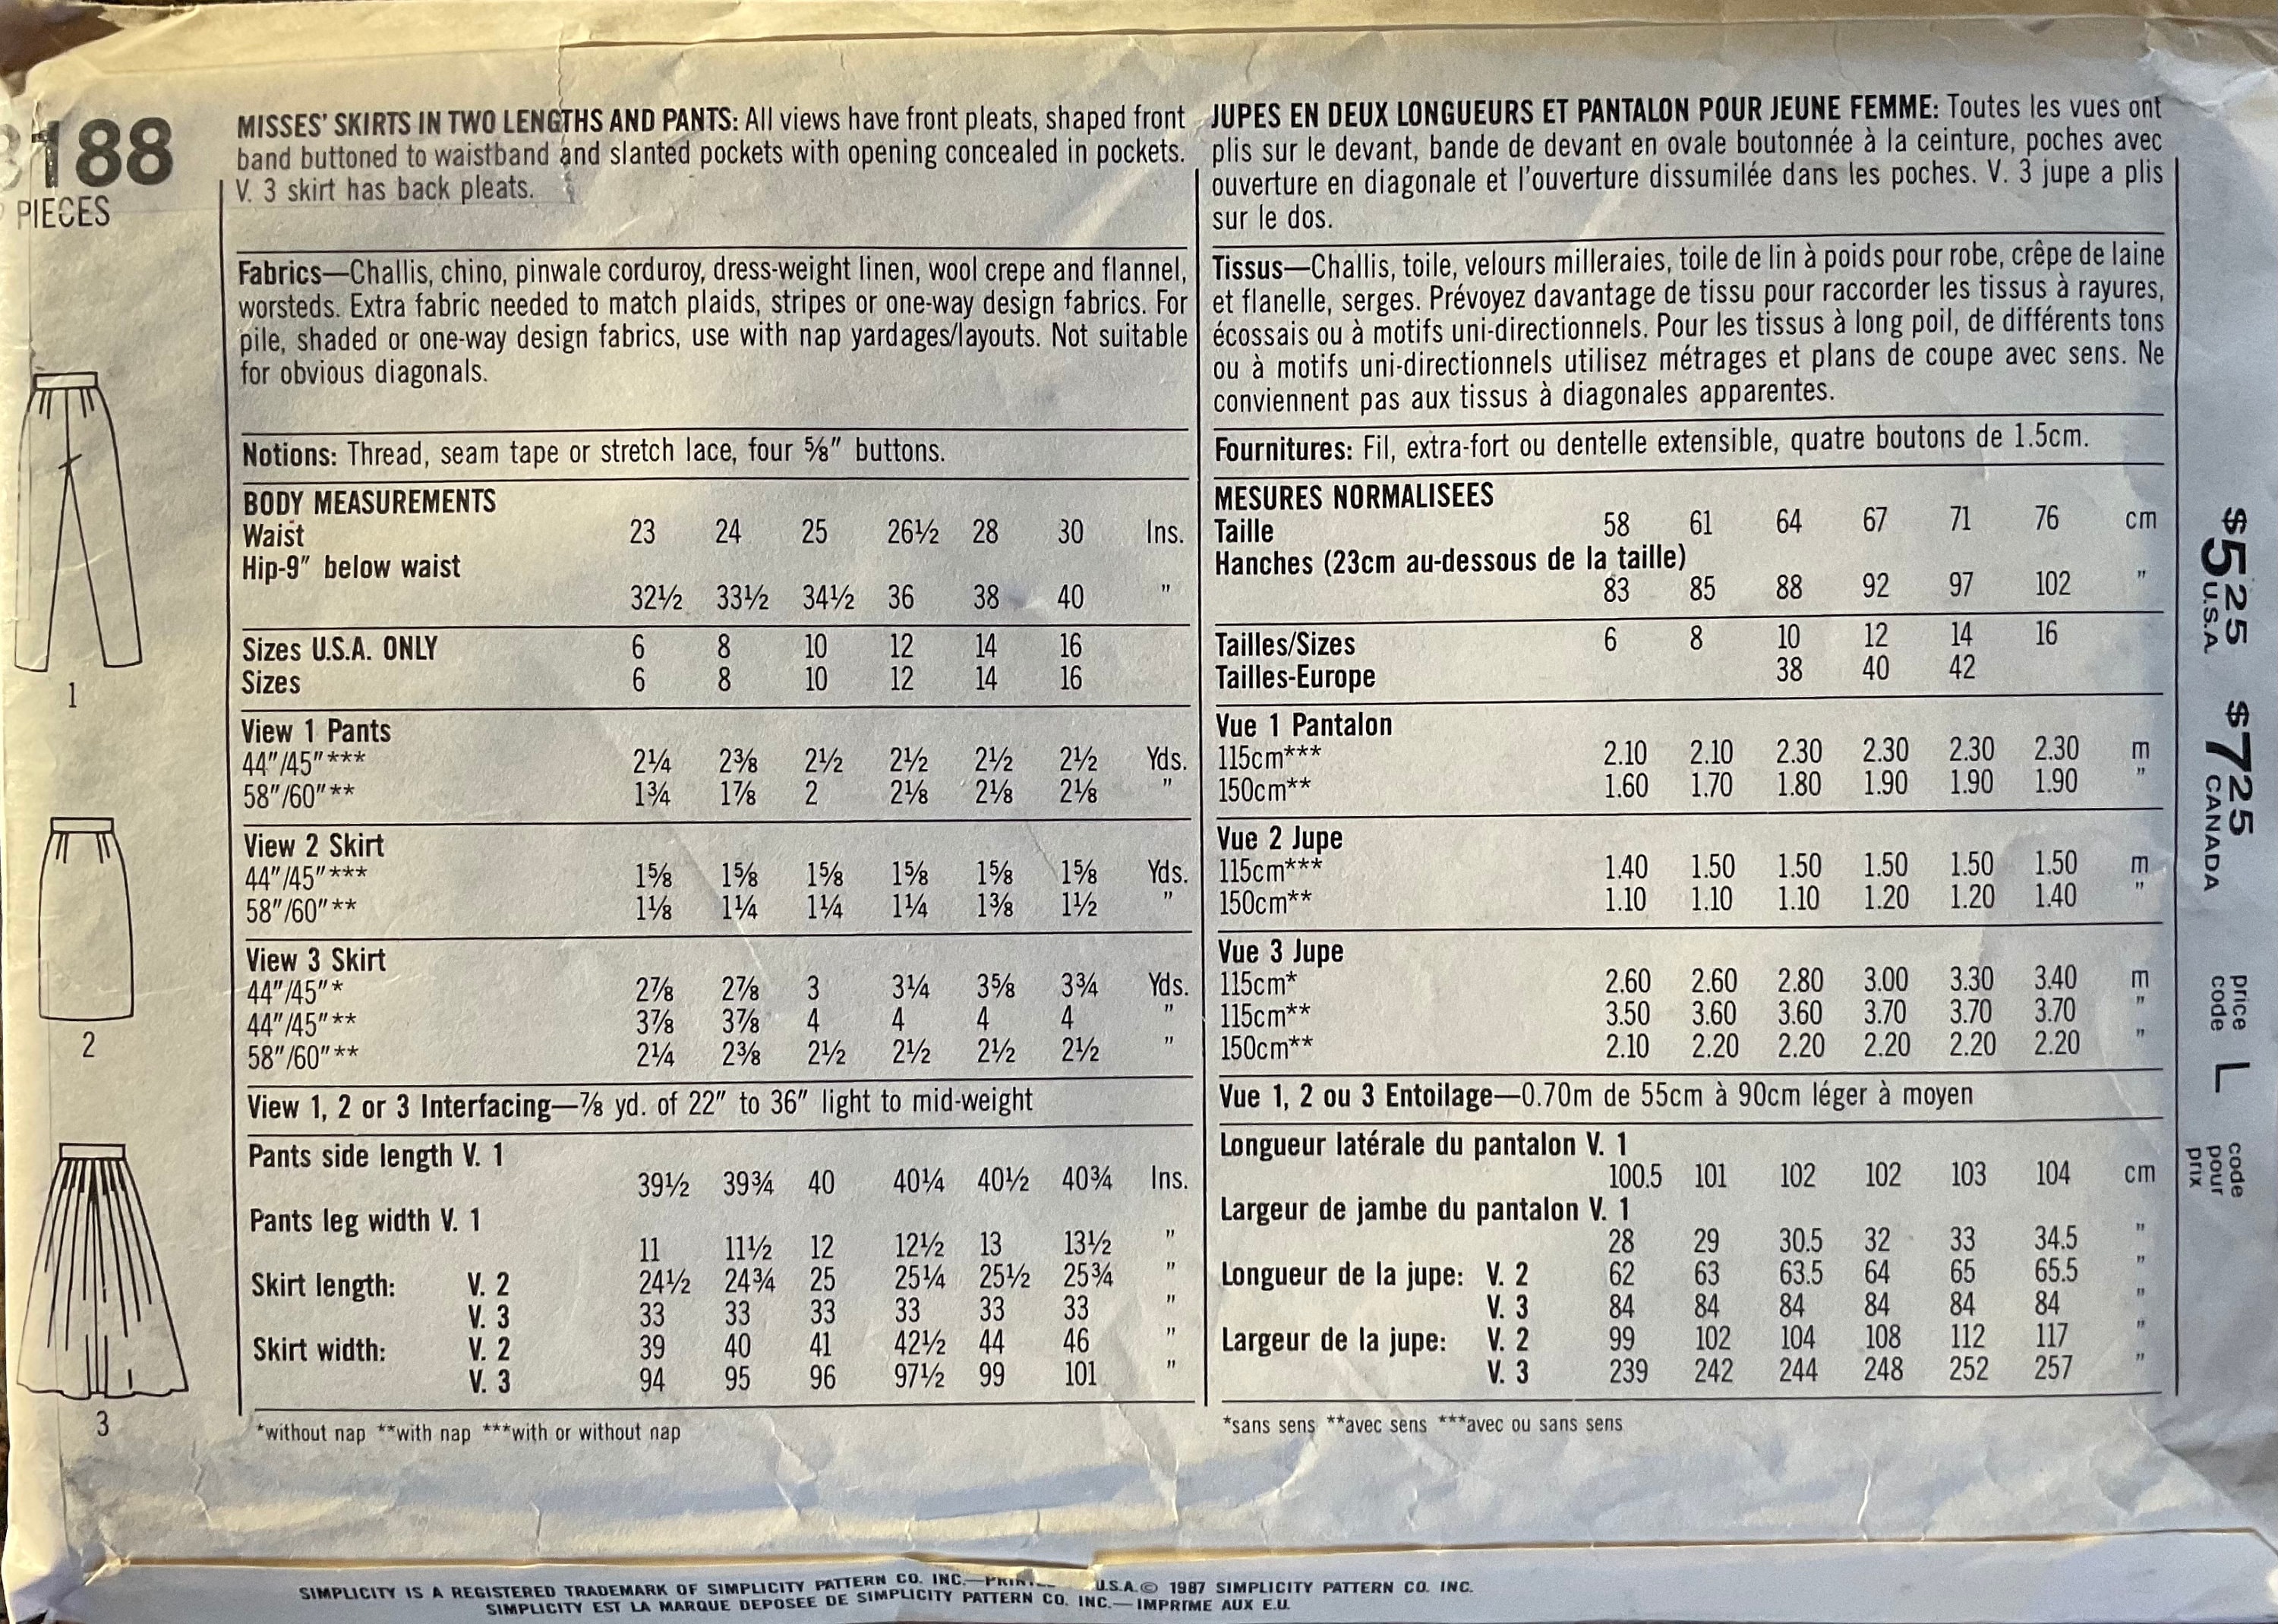 188
PIECES
1
2
3
MISSES' SKIRTS IN TWO LENGTHS AND PANTS: All views have front pleats, shaped front
band buttoned to waistband and slanted pockets with opening concealed in pockets.
V. 3 skirt has back pleats.
Fabrics—Challis, chino, pinwale corduroy, dress-weight linen, wool crepe and flannel,
worsteds. Extra fabric needed to match plaids, stripes or one-way design fabrics. For
pile, shaded or one-way design fabrics, use with nap yardages/layouts. Not suitable
for obvious diagonals.
Notions: Thread, seam tape or stretch lace, four ⅝" buttons.
BODY MEASUREMENTS
Waist 23 24 25 26½ 28 30 Ins.
Hip-9" below waist
32½ 33½ 34½ 36 38 40 "
Sizes U.S.A. ONLY 6 8 10 12 14 16
Sizes 6 8 10 12 14 16
View 1 Pants
44"/45"*** 2¼ 2⅜ 2½ 2½ 2½ 2½ Yds.
58"/60"** 1¾ 1⅞ 2 2⅛ 2⅛ 2⅛ "
View 2 Skirt
44"/45"*** 1⅝ 1⅝ 1⅝ 1⅝ 1⅝ 1⅝ Yds.
58"/60"** 1⅛ 1¼ 1¼ 1¼ 1⅜ 1½ "
View 3 Skirt
44"/45"* 2⅞ 2⅞ 3 3¼ 3⅝ 3¾ Yds.
44"/45"** 3⅞ 3⅞ 4 4 4 4 "
58"/60"** 2¼ 2⅜ 2½ 2½ 2½ 2½ "
View 1, 2 or 3 Interfacing—⅞ yd. of 22" to 36" light to mid-weight
Pants side length V. 1
39½ 39¾ 40 40¼ 40½ 40¾ Ins.
Pants leg width V. 1
11 11½ 12 12½ 13 13½ "
Skirt length: V. 2 24½ 24¾ 25 25¼ 25½ 25¾ "
V. 3 33 33 33 33 33 33 "
Skirt width: V. 2 39 40 41 42½ 44 46 "
V. 3 94 95 96 97½ 99 101 "
*without nap **with nap ***with or without nap
JUPES EN DEUX LONGUEURS ET PANTALON POUR JEUNE FEMME: Toutes les vues ont
plis sur le devant, bande de devant en ovale boutonnée à la ceinture, poches avec
ouverture en diagonale et l'ouverture dissumilée dans les poches. V. 3 jupe a plis
sur le dos.
Tissus—Challis, toile, velours milleraies, toile de lin à poids pour robe, crêpe de laine
et flanelle, serges. Prévoyez davantage de tissu pour raccorder les tissus à rayures,
écossais ou à motifs uni-directionnels. Pour les tissus à long poil, de différents tons
ou à motifs uni-directionnels utilisez métrages et plans de coupe avec sens. Ne
conviennent pas aux tissus à diagonales apparentes.
Fournitures: Fil, extra-fort ou dentelle extensible, quatre boutons de 1.5cm.
MESURES NORMALISEES
Taille 58 61 64 67 71 76 cm
Hanches (23cm au-dessous de la taille)
83 85 88 92 97 102 "
Tailles/Sizes 6 8 10 12 14 16
Tailles-Europe 38 40 42
Vue 1 Pantalon
115cm*** 2.10 2.10 2.30 2.30 2.30 2.30 m
150cm** 1.60 1.70 1.80 1.90 1.90 1.90 "
Vue 2 Jupe
115cm*** 1.40 1.50 1.50 1.50 1.50 1.50 m
150cm** 1.10 1.10 1.10 1.20 1.20 1.40 "
Vue 3 Jupe
115cm* 2.60 2.60 2.80 3.00 3.30 3.40 m
115cm** 3.50 3.60 3.60 3.70 3.70 3.70 "
150cm** 2.10 2.20 2.20 2.20 2.20 2.20 "
Vue 1, 2 ou 3 Entoilage—0.70m de 55cm à 90cm léger à moyen
Longueur latérale du pantalon V. 1
100.5 101 102 102 103 104 cm
Largeur de jambe du pantalon V. 1
28 29 30.5 32 33 34.5 "
Longueur de la jupe: V. 2 62 63 63.5 64 65 65.5 "
V. 3 84 84 84 84 84 84 "
Largeur de la jupe: V. 2 99 102 104 108 112 117 "
V. 3 239 242 244 248 252 257 "
*sans sens **avec sens ***avec ou sans sens
$5.25 U.S.A. $7.25 CANADA
price code L code pour prix
SIMPLICITY IS A REGISTERED TRADEMARK OF SIMPLICITY PATTERN CO. INC.— U.S.A.© 1987 SIMPLICITY PATTERN CO. INC.
SIMPLICITY EST LA MARQUE DEPOSEE DE SIMPLICITY PATTERN CO. INC.—IMPRIME AUX E.U.